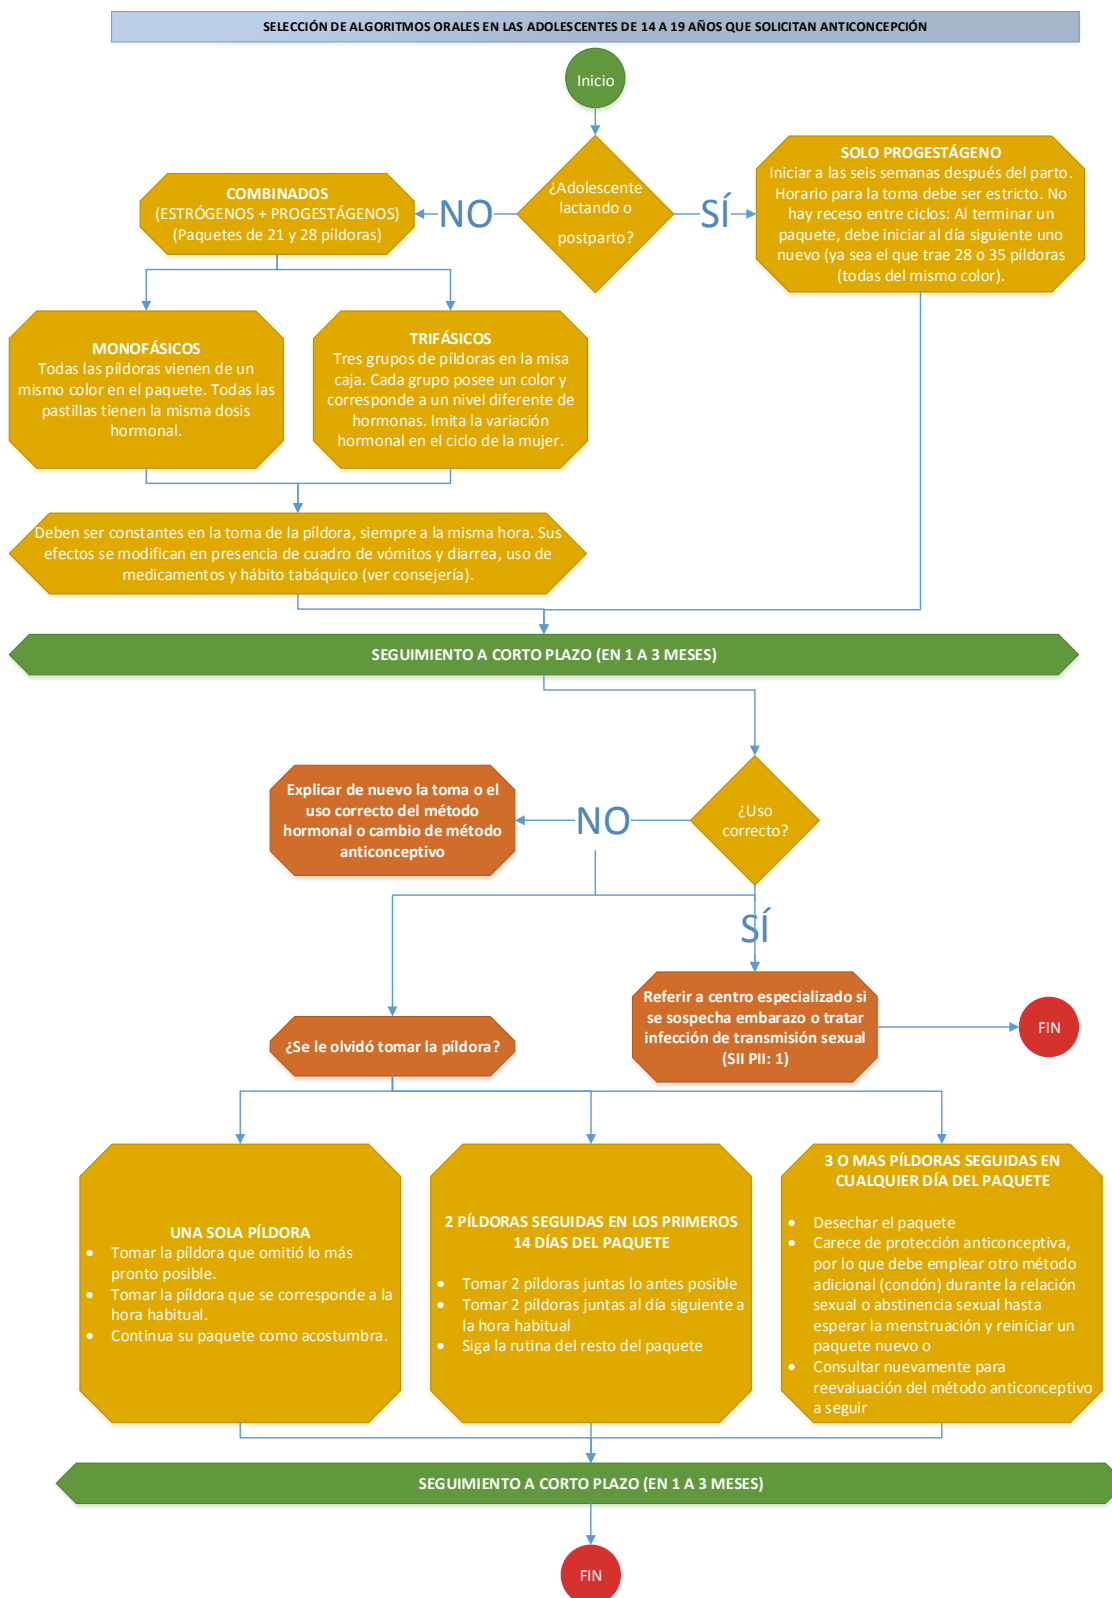 SELECCIÓN DE ALGORITMOS ORALES EN LAS ADOLESCENTES DE 14 A 19 AÑOS QUE SOLICITAN ANTICONCEPCIÓN
Inicio
¿Adolescente
lactando o
postparto?
NO
SÍ
COMBINADOS
(ESTRÓGENOS + PROGESTÁGENOS)
(Paquetes de 21 y 28 píldoras)
SOLO PROGESTÁGENO
Iniciar a las seis semanas después del parto.
Horario para la toma debe ser estricto. No
hay receso entre ciclos: Al terminar un
paquete, debe iniciar al día siguiente uno
nuevo (ya sea el que trae 28 o 35 píldoras
(todas del mismo color).
MONOFÁSICOS
Todas las píldoras vienen de un
mismo color en el paquete. Todas las
pastillas tienen la misma dosis
hormonal.
TRIFÁSICOS
Tres grupos de píldoras en la misa
caja. Cada grupo posee un color y
corresponde a un nivel diferente de
hormonas. Imita la variación
hormonal en el ciclo de la mujer.
Deben ser constantes en la toma de la píldora, siempre a la misma hora. Sus
efectos se modifican en presencia de cuadro de vómitos y diarrea, uso de
medicamentos y hábito tabáquico (ver consejería).
SEGUIMIENTO A CORTO PLAZO (EN 1 A 3 MESES)
¿Uso
correcto?
NO
Explicar de nuevo la toma o el
uso correcto del método
hormonal o cambio de método
anticonceptivo
SÍ
Referir a centro especializado si
se sospecha embarazo o tratar
infección de transmisión sexual
(SII PII: 1)
FIN
¿Se le olvidó tomar la píldora?
UNA SOLA PÍLDORA
• Tomar la píldora que omitió lo más
pronto posible.
• Tomar la píldora que se corresponde a la
hora habitual.
• Continua su paquete como acostumbra.
2 PÍLDORAS SEGUIDAS EN LOS PRIMEROS
14 DÍAS DEL PAQUETE
• Tomar 2 píldoras juntas lo antes posible
• Tomar 2 píldoras juntas al día siguiente a
la hora habitual
• Siga la rutina del resto del paquete
3 O MAS PÍLDORAS SEGUIDAS EN
CUALQUIER DÍA DEL PAQUETE
• Desechar el paquete
• Carece de protección anticonceptiva,
por lo que debe emplear otro método
adicional (condón) durante la relación
sexual o abstinencia sexual hasta
esperar la menstruación y reiniciar un
paquete nuevo o
• Consultar nuevamente para
reevaluación del método anticonceptivo
a seguir
SEGUIMIENTO A CORTO PLAZO (EN 1 A 3 MESES)
FIN